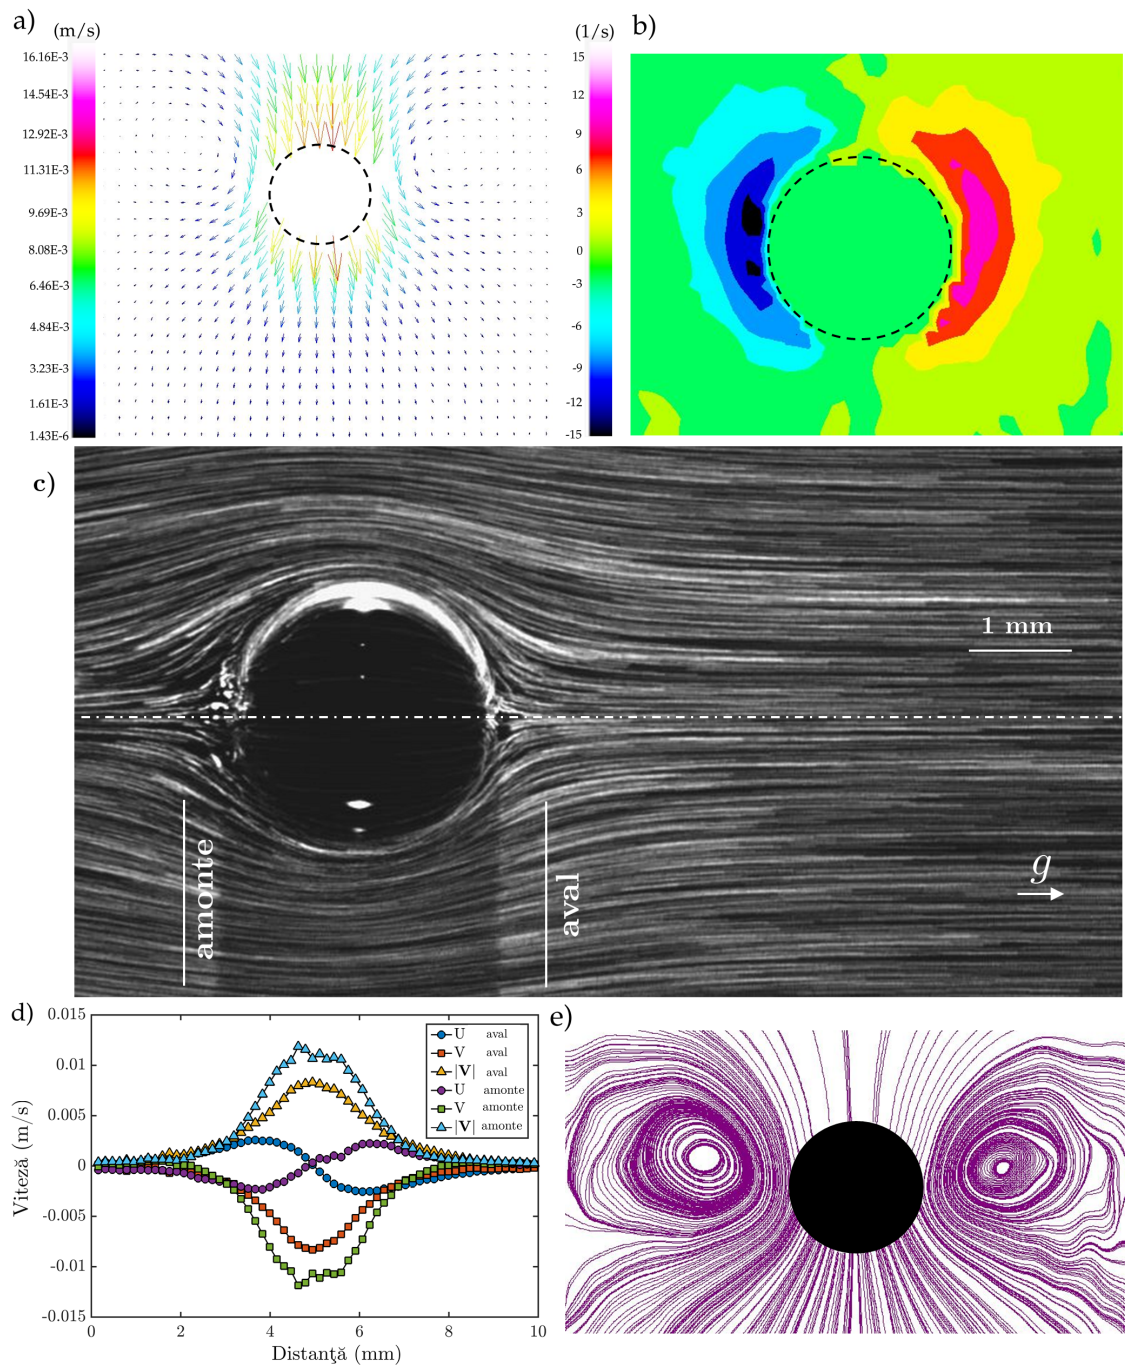 a)
(m/s)
16.16E-3
14.54E-3
12.92E-3
11.31E-3
9.69E-3
8.08E-3
6.46E-3
4.84E-3
3.23E-3
1.61E-3
1.43E-6
(1/s)
b)
15
12
9
6
3
0
-3
-6
-9
-12
-15
c)
1 mm
amonte
aval
g
d)
0.015
0.01
0.005
0
-0.005
-0.01
-0.015
Viteză (m/s)
U aval
V aval
|V| aval
U amonte
V amonte
|V| amonte
0 2 4 6 8 10
Distanţă (mm)
e)